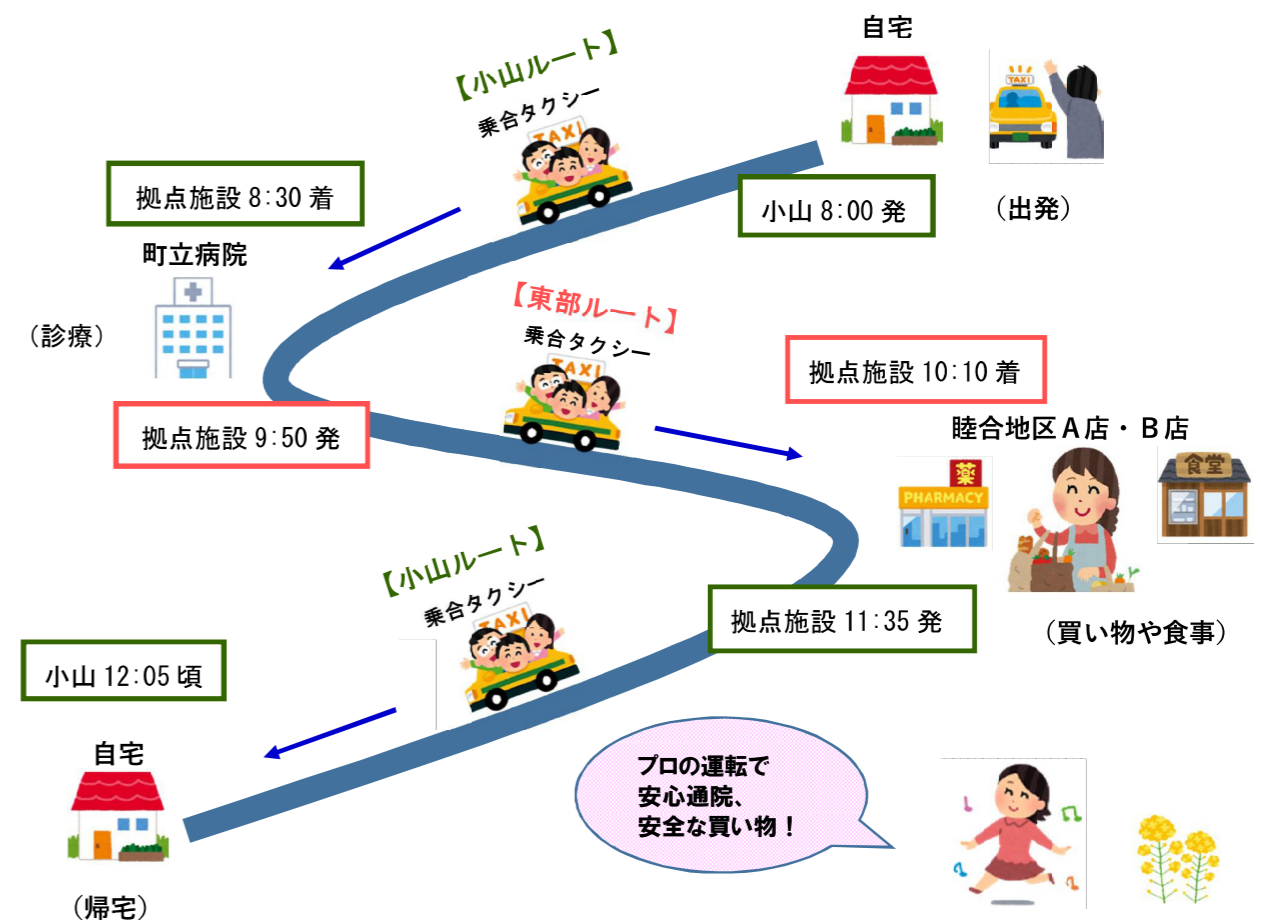 自宅
【小山ルート】
乗合タクシー
TAXI
TAXI
小山 8:00 発
(出発)
拠点施設 8:30 着
町立病院
(診療)
拠点施設 9:50 発
【東部ルート】
乗合タクシー
TAXI
拠点施設 10:10 着
睦合地区A店・B店
薬
PHARMACY
食堂
(買い物や食事)
拠点施設 11:35 発
【小山ルート】
乗合タクシー
TAXI
小山 12:05 頃
自宅
(帰宅)
プロの運転で
安心通院、
安全な買い物!